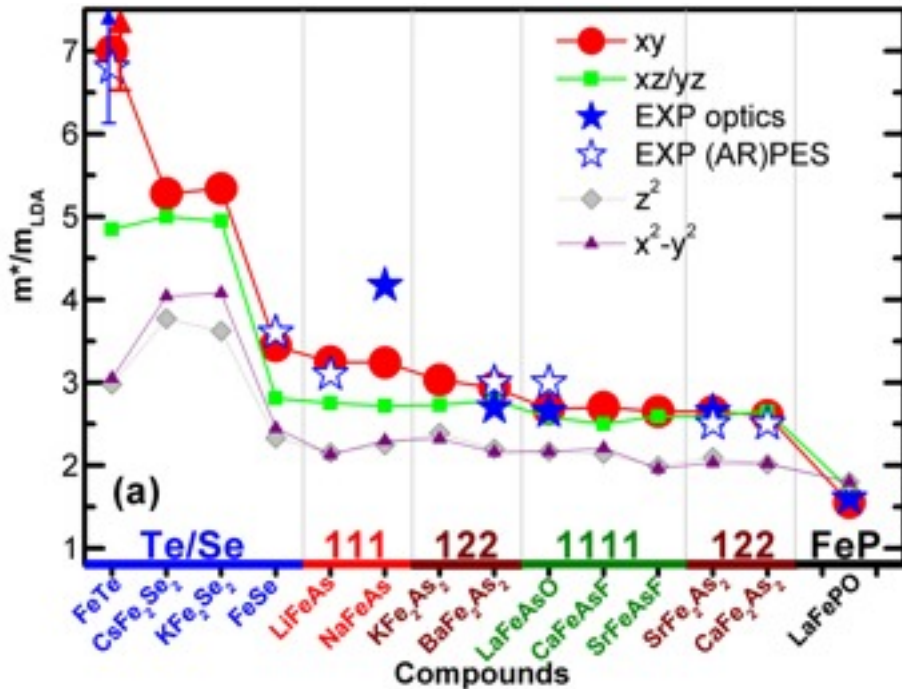 m*/m_LDA
7
6
5
4
3
2
1
xy
xz/yz
EXP optics
EXP (AR)PES
z²
x²-y²
(a)
Te/Se 111 122 1111 122 FeP
FeTe
CsFe₂Se₂
KFe₂Se₂
FeSe
LiFeAs
NaFeAs
KFe₂As₂
BaFe₂As₂
LaFeAsO
CaFeAsF
SrFeAsF
SrFe₂As₂
CaFe₂As₂
LaFePO
Compounds